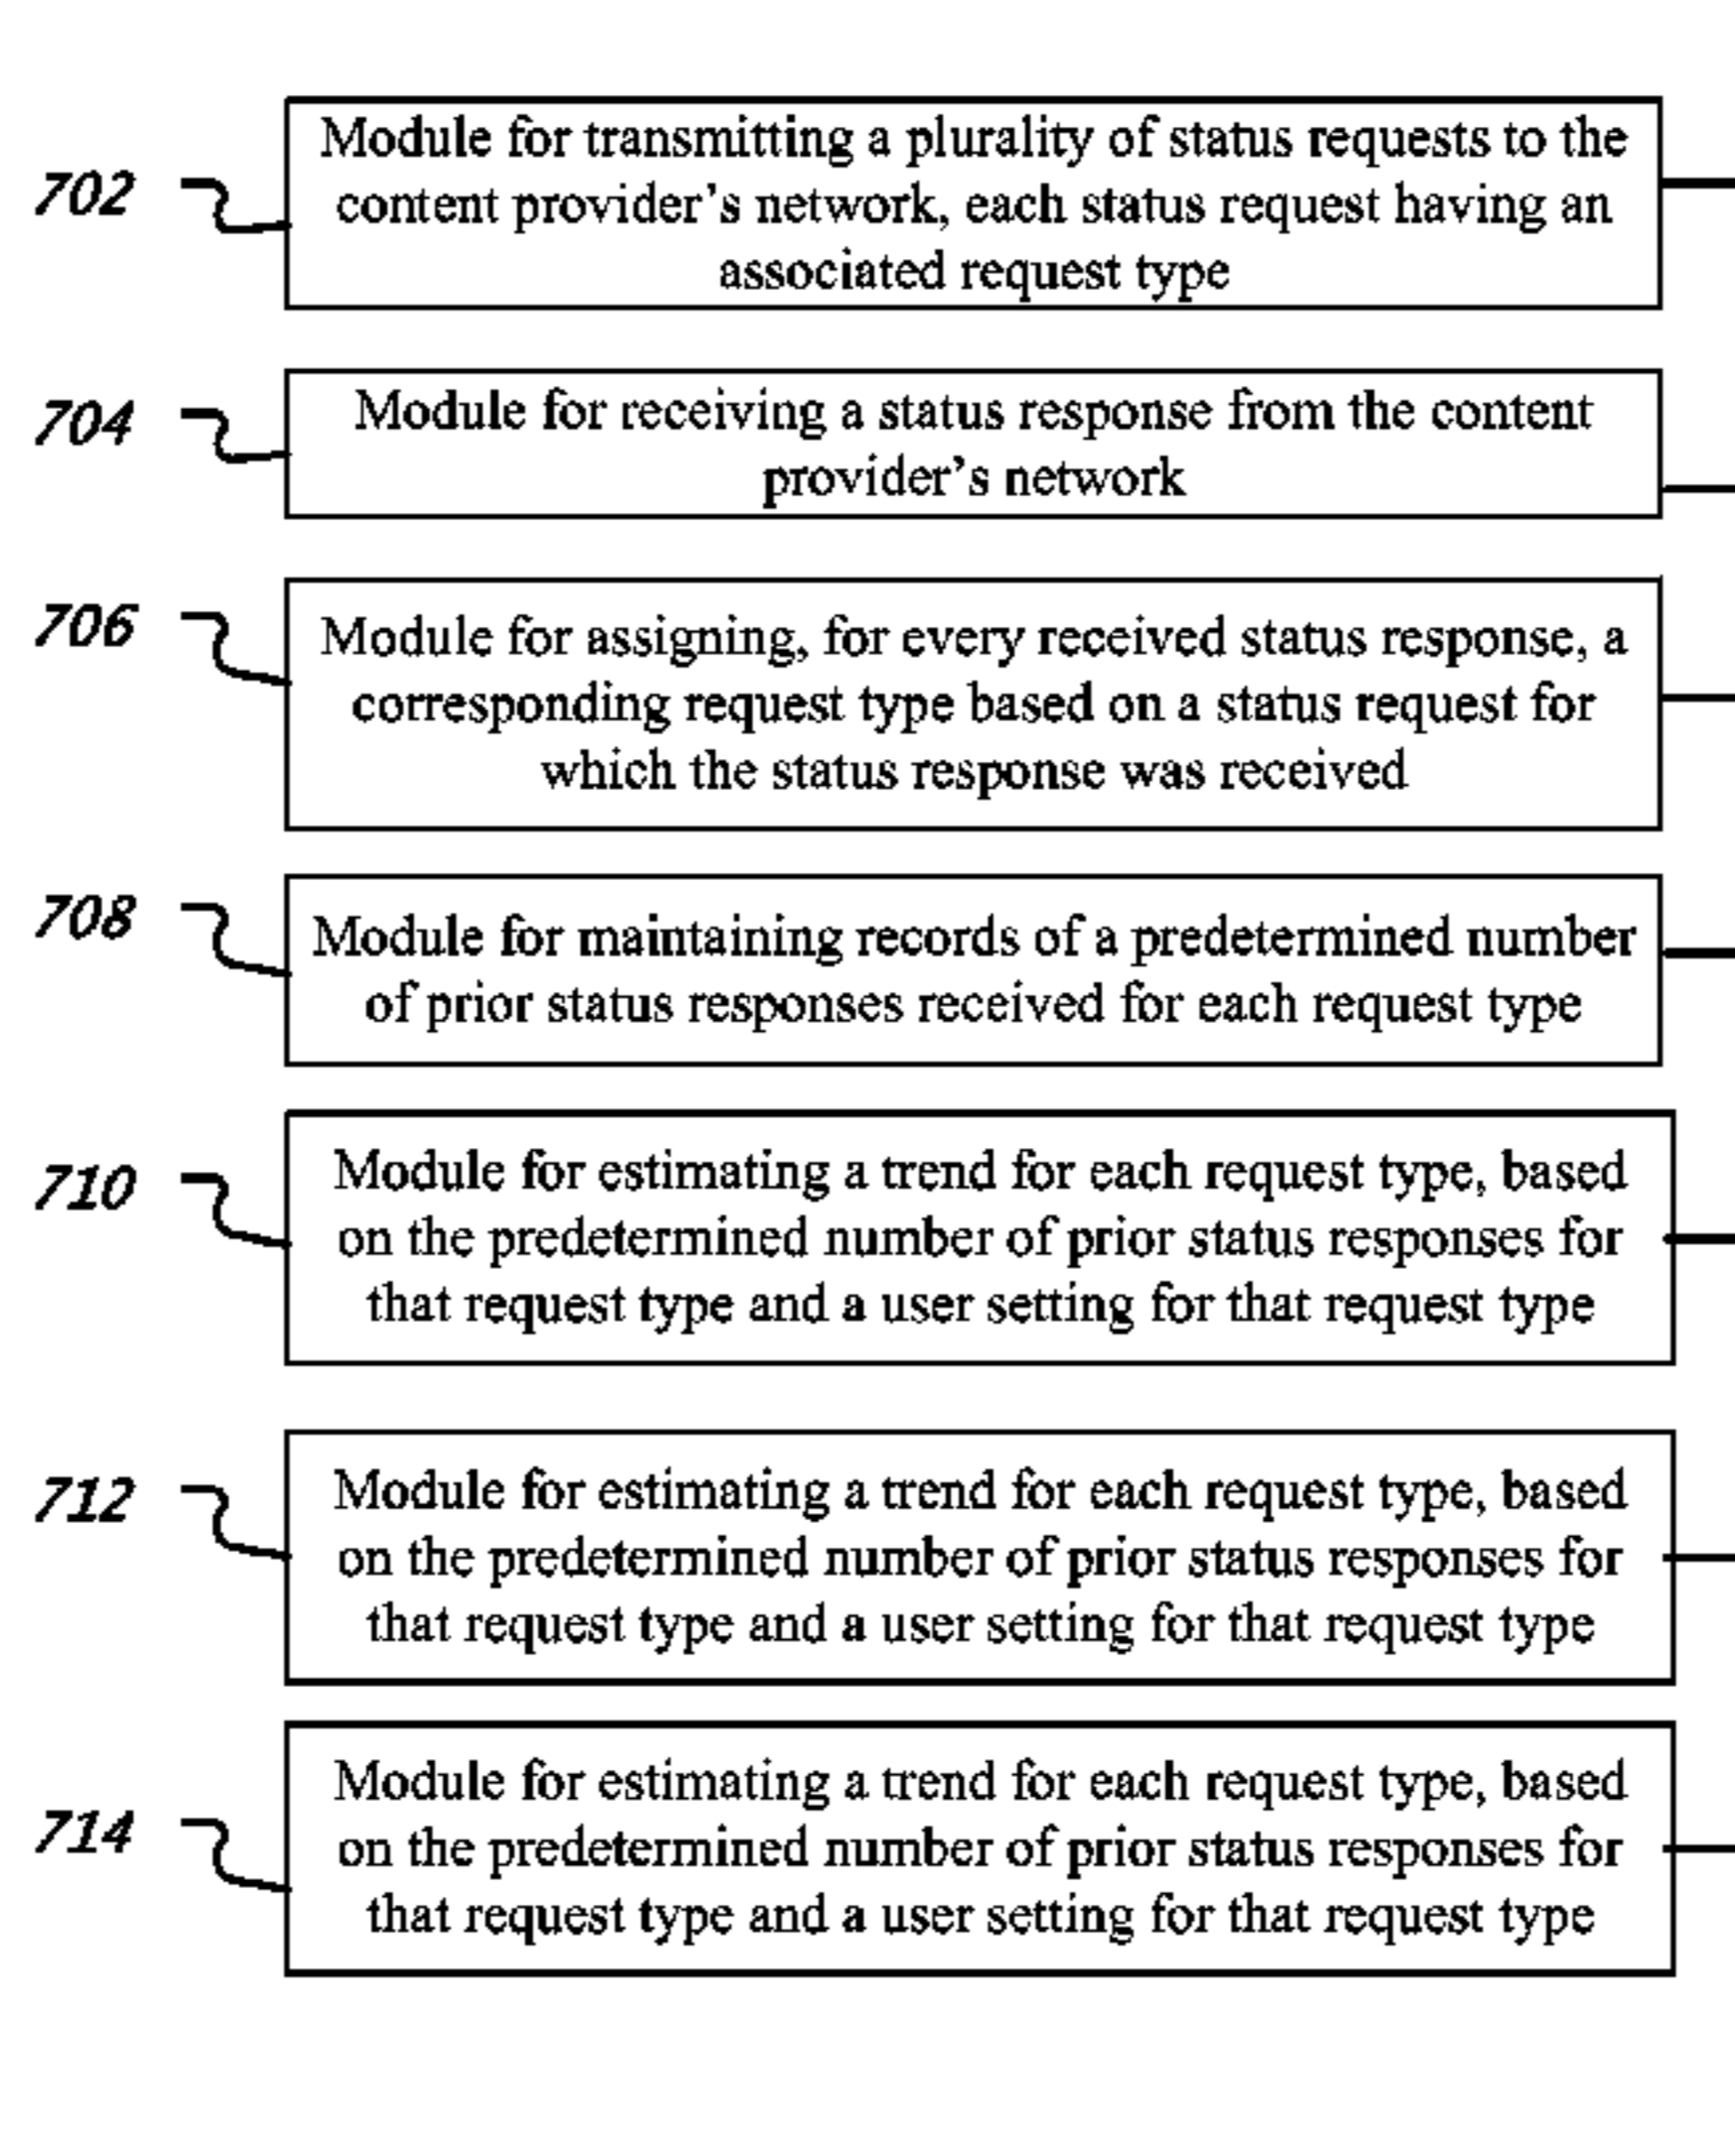 702
Module for transmitting a plurality of status requests to the
content provider's network, each status request having an
associated request type
704
Module for receiving a status response from the content
provider's network
706
Module for assigning, for every received status response, a
corresponding request type based on a status request for
which the status response was received
708
Module for maintaining records of a predetermined number
of prior status responses received for each request type
710
Module for estimating a trend for each request type, based
on the predetermined number of prior status responses for
that request type and a user setting for that request type
712
Module for estimating a trend for each request type, based
on the predetermined number of prior status responses for
that request type and a user setting for that request type
714
Module for estimating a trend for each request type, based
on the predetermined number of prior status responses for
that request type and a user setting for that request type